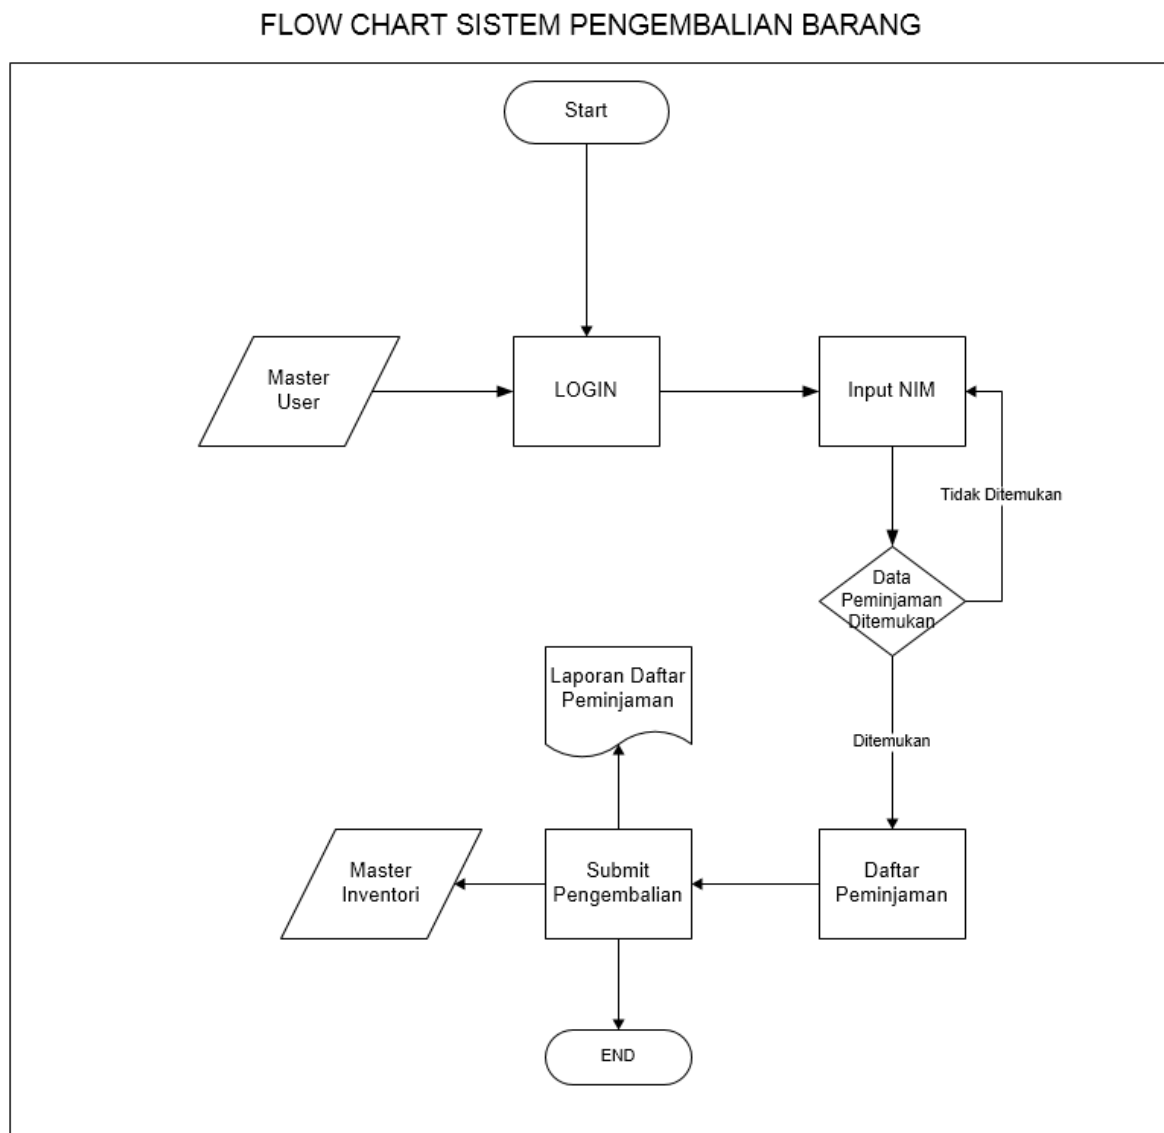 FLOW CHART SISTEM PENGEMBALIAN BARANG
Start
Master
User
LOGIN
Input NIM
Tidak Ditemukan
Data
Peminjaman
Ditemukan
Ditemukan
Laporan Daftar
Peminjaman
Master
Inventori
Submit
Pengembalian
Daftar
Peminjaman
END